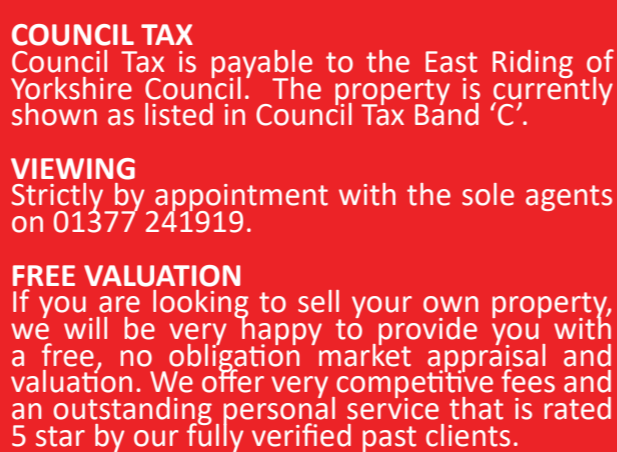 COUNCIL TAX
Council Tax is payable to the East Riding of
Yorkshire Council.  The property is currently
shown as listed in Council Tax Band ‘C’.
VIEWING
Strictly by appointment with the sole agents
on 01377 241919.
FREE VALUATION
If you are looking to sell your own property,
we will be very happy to provide you with
a free, no obligation market appraisal and
valuation. We offer very competitive fees and
an outstanding personal service that is rated
5 star by our fully verified past clients.